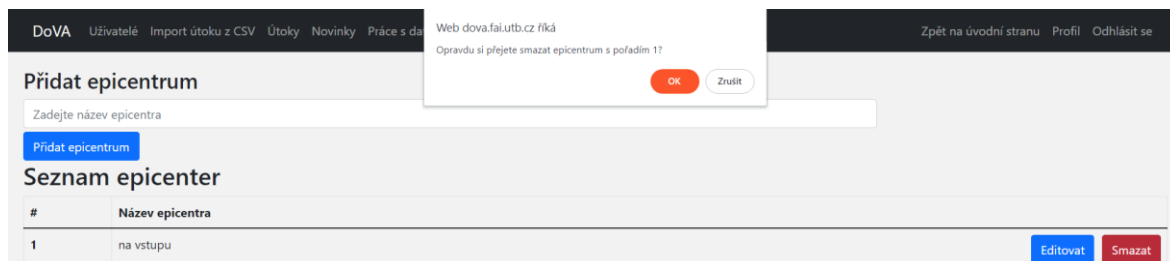 DoVA Uživatelé Import útoku z CSV Útoky Novinky Práce s da
Zpět na úvodní stranu Profil Odhlásit se
Web dova.fai.utb.cz říká
Opravdu si přejete smazat epicentrum s pořadím 1?
OK Zrušit
Přidat epicentrum
Zadejte název epicentra
Přidat epicentrum
Seznam epicenter
# Název epicentra
1 na vstupu Editovat Smazat